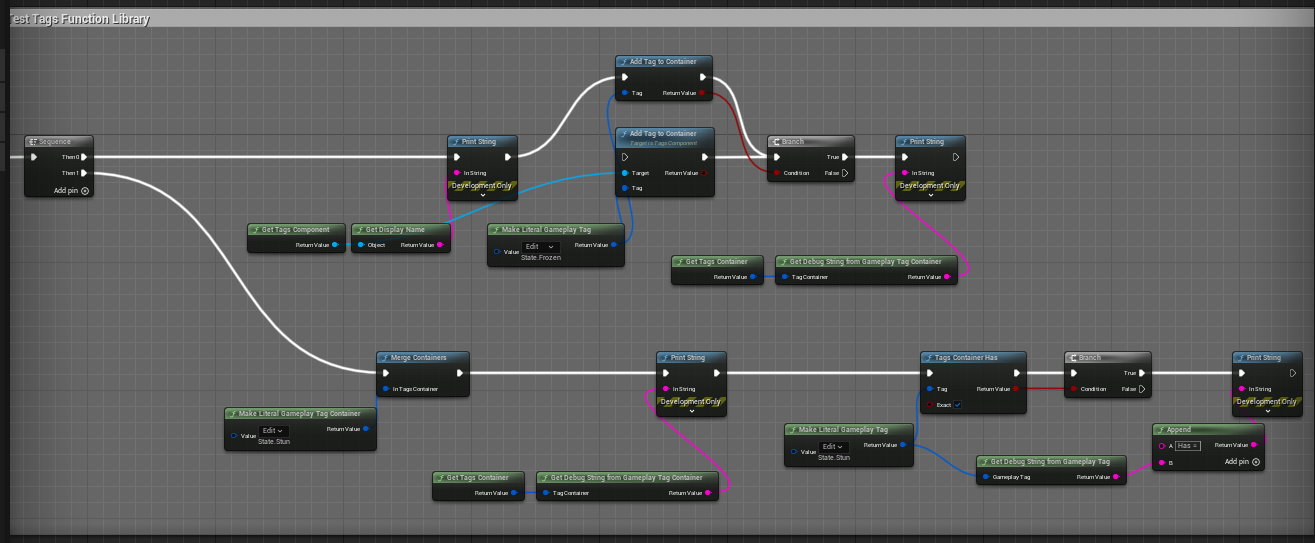 est Tags Function Library
Add Tag to Container
Tag
Return Value
Sequence
Then 0
Then 1
Add pin
Print String
In String
Development Only
Add Tag to Container
Target is Tags Component
Target
Return Value
Tag
Branch
True
Condition
False
Print String
In String
Development Only
Get Tags Component
Return Value
Get Display Name
Object
Return Value
Make Literal Gameplay Tag
Value
Edit
Return Value
State.Frozen
Get Tags Container
Return Value
Get Debug String from Gameplay Tag Container
Tag Container
Return Value
Merge Containers
In Tags Container
Print String
In String
Development Only
Tags Container Has
Tag
Return Value
Exact
Branch
True
Condition
False
Print String
In String
Development Only
Make Literal Gameplay Tag Container
Value
Edit
Return Value
State.Stun
Make Literal Gameplay Tag
Value
Edit
Return Value
State.Stun
Append
A
Has =
Return Value
B
Add pin
Get Debug String from Gameplay Tag
Gameplay Tag
Return Value
Get Tags Container
Return Value
Get Debug String from Gameplay Tag Container
Tag Container
Return Value